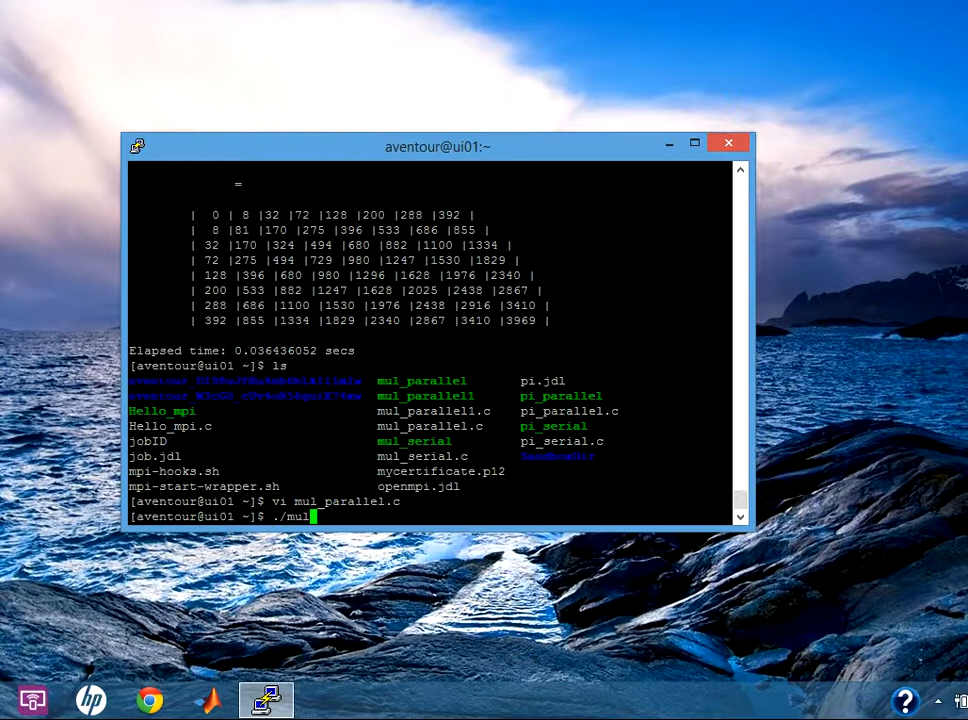 aventour@ui01:~
=
| 0 | 8 |32 |72 |128 |200 |288 |392 |
| 8 |81 |170 |275 |396 |533 |686 |855 |
| 32 |170 |324 |494 |680 |882 |1100 |1334 |
| 72 |275 |494 |729 |980 |1247 |1530 |1829 |
| 128 |396 |680 |980 |1296 |1628 |1976 |2340 |
| 200 |533 |882 |1247 |1628 |2025 |2438 |2867 |
| 288 |686 |1100 |1530 |1976 |2438 |2916 |3410 |
| 392 |855 |1334 |1829 |2340 |2867 |3410 |3969 |
Elapsed time: 0.036436052 secs
[aventour@ui01 ~]$ ls
mul_parallel pi.jdl
mul_parallel1 pi_parallel
Hello_mpi mul_parallel1.c pi_parallel.c
Hello_mpi.c mul_parallel.c pi_serial
jobID mul_serial pi_serial.c
job.jdl mul_serial.c SandboxDir
mpi-hooks.sh mycertificate.p12
mpi-start-wrapper.sh openmpi.jdl
[aventour@ui01 ~]$ vi mul_parallel.c
[aventour@ui01 ~]$ ./mul
hp
?